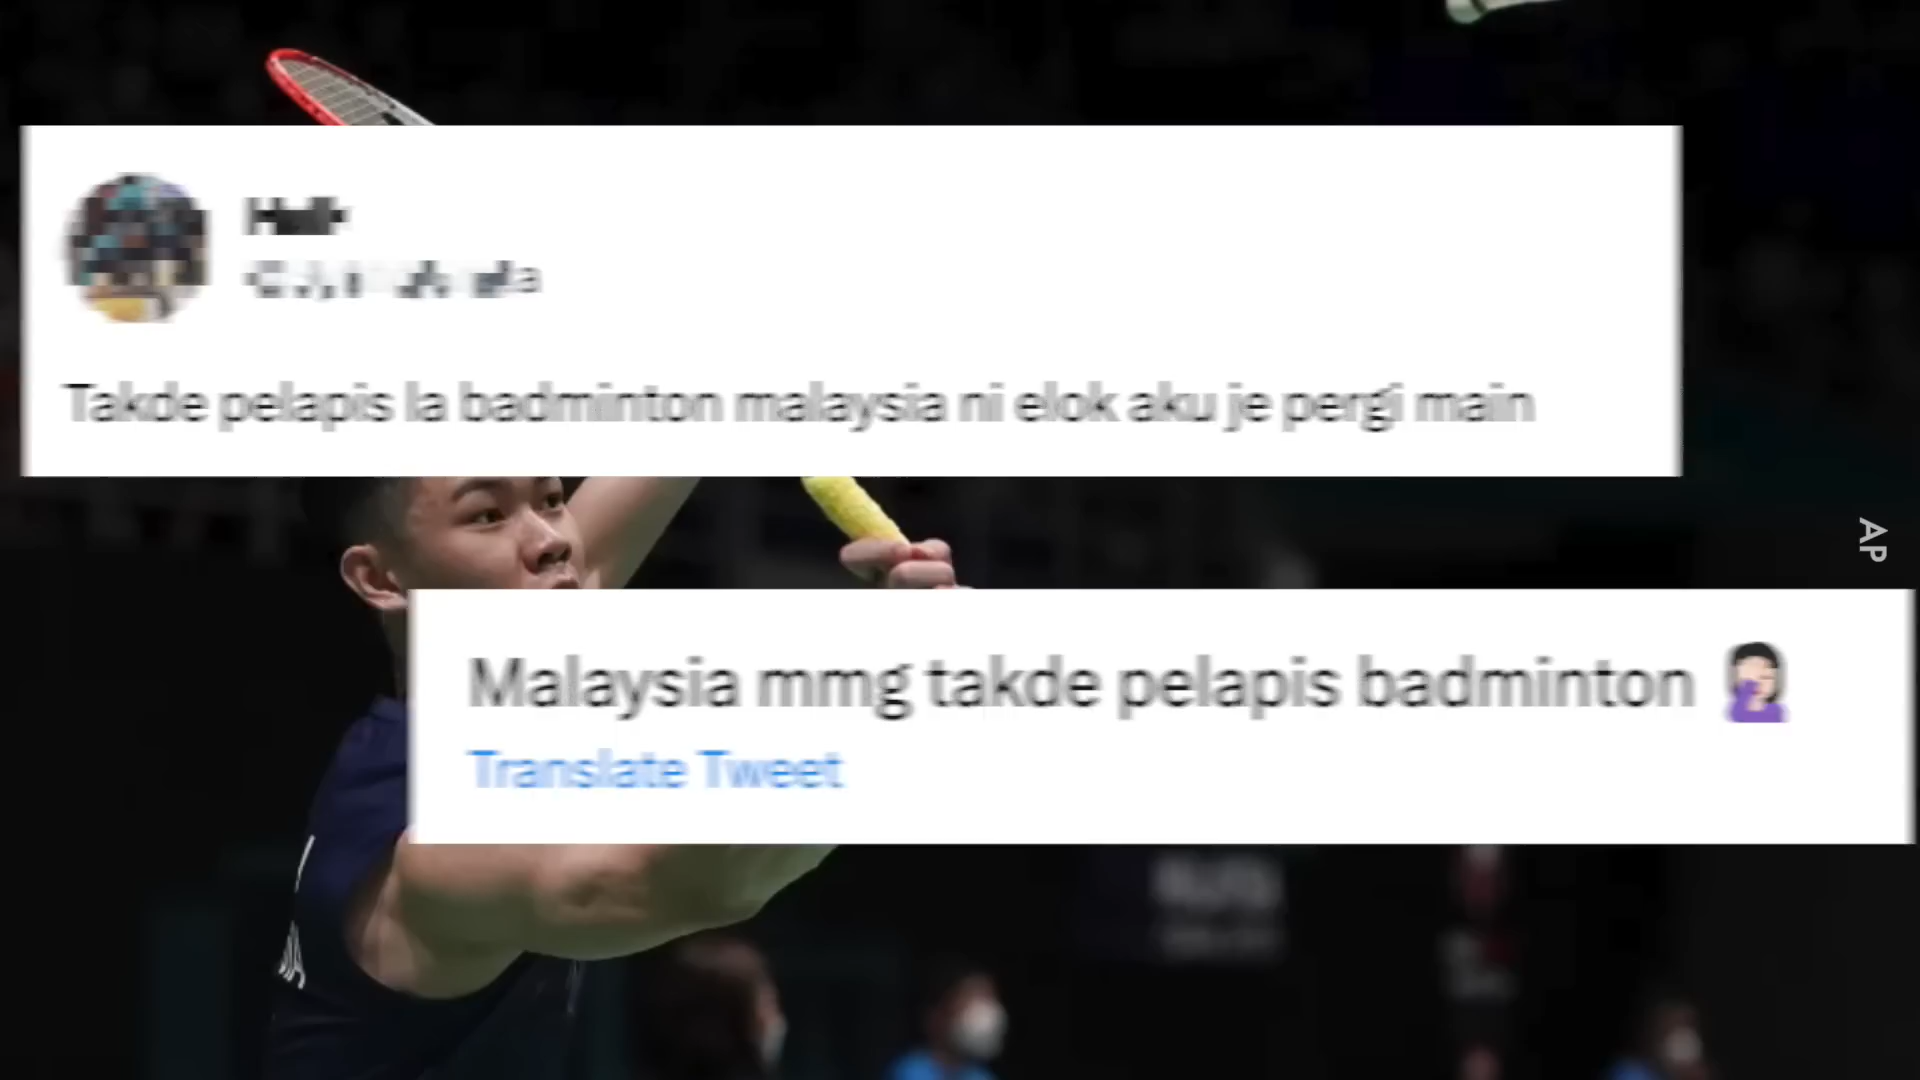 Takde pelapis la badminton malaysia ni elok aku je pergi main
AP
Malaysia mmg takde pelapis badminton 🤦🏻‍♀️
Translate Tweet